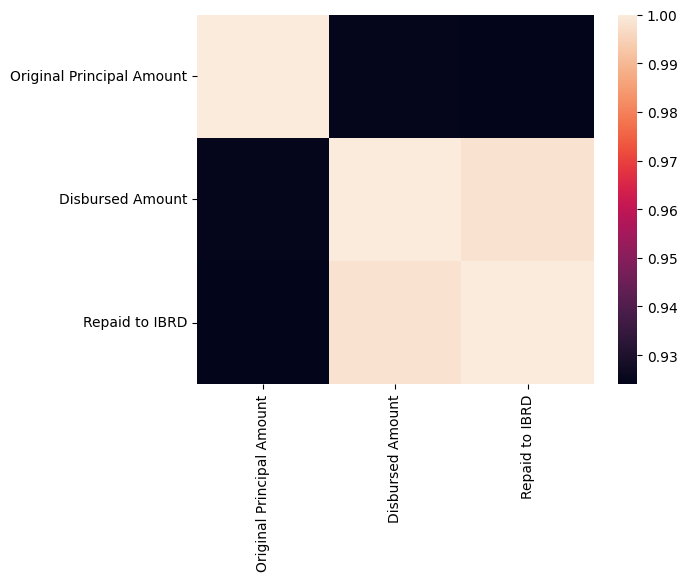 Original Principal Amount
Disbursed Amount
Repaid to IBRD
Original Principal Amount
Disbursed Amount
Repaid to IBRD
1.00
0.99
0.98
0.97
0.96
0.95
0.94
0.93